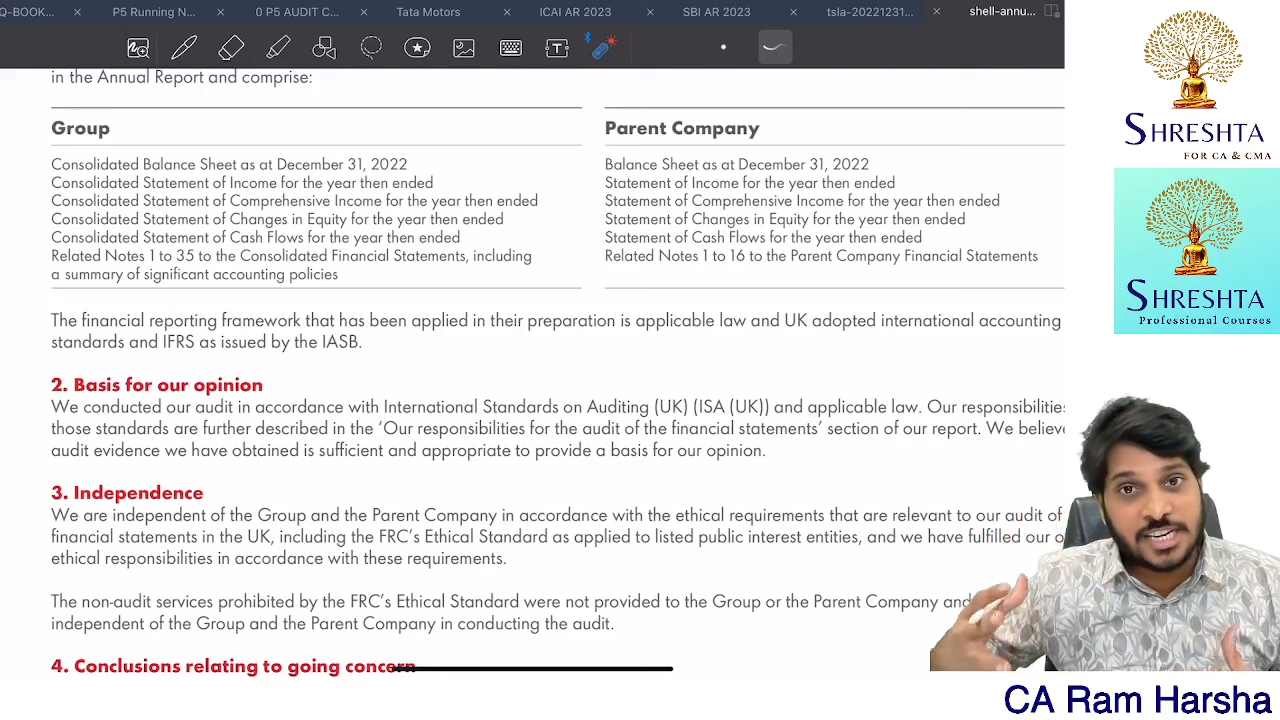 Q-BOOK...
P5 Running N...
0 P5 AUDIT C...
Tata Motors
ICAI AR 2023
SBI AR 2023
tsla-20221231...
shell-annu...
in the Annual Report and comprise:
Group
Consolidated Balance Sheet as at December 31, 2022
Consolidated Statement of Income for the year then ended
Consolidated Statement of Comprehensive Income for the year then ended
Consolidated Statement of Changes in Equity for the year then ended
Consolidated Statement of Cash Flows for the year then ended
Related Notes 1 to 35 to the Consolidated Financial Statements, including
a summary of significant accounting policies
Parent Company
Balance Sheet as at December 31, 2022
Statement of Income for the year then ended
Statement of Comprehensive Income for the year then ended
Statement of Changes in Equity for the year then ended
Statement of Cash Flows for the year then ended
Related Notes 1 to 16 to the Parent Company Financial Statements
The financial reporting framework that has been applied in their preparation is applicable law and UK adopted international accounting
standards and IFRS as issued by the IASB.
2. Basis for our opinion
We conducted our audit in accordance with International Standards on Auditing (UK) (ISA (UK)) and applicable law. Our responsibilities
those standards are further described in the ‘Our responsibilities for the audit of the financial statements’ section of our report. We believe
audit evidence we have obtained is sufficient and appropriate to provide a basis for our opinion.
3. Independence
We are independent of the Group and the Parent Company in accordance with the ethical requirements that are relevant to our audit of
financial statements in the UK, including the FRC’s Ethical Standard as applied to listed public interest entities, and we have fulfilled our
ethical responsibilities in accordance with these requirements.
The non-audit services prohibited by the FRC’s Ethical Standard were not provided to the Group or the Parent Company and
independent of the Group and the Parent Company in conducting the audit.
4. Conclusions relating to going concern
SHRESHTA
FOR CA & CMA
SHRESHTA
Professional Courses
CA Ram Harsha